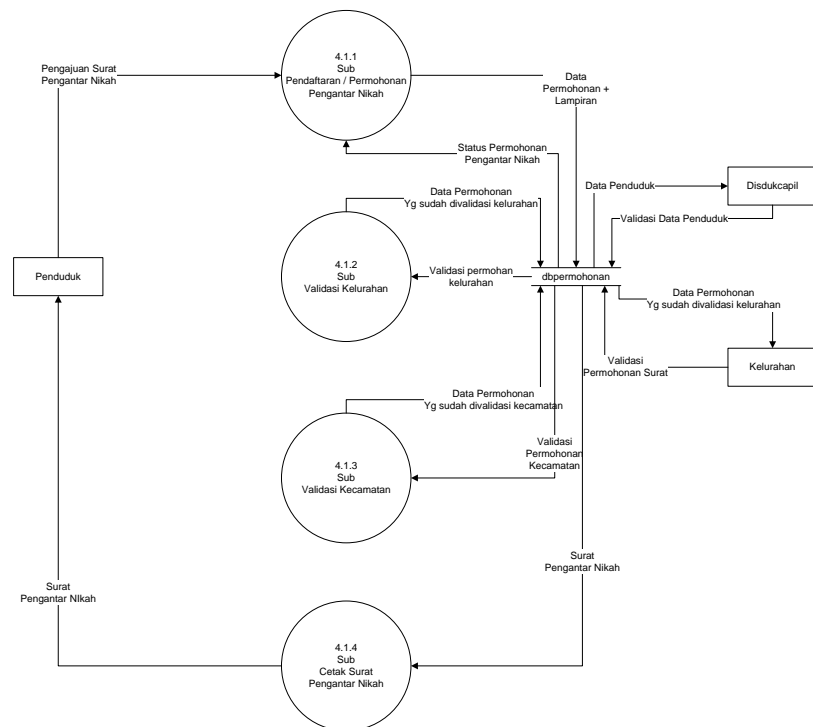 4.1.1
Sub
Pendaftaran / Permohonan
Pengantar Nikah
Pengajuan Surat
Pengantar Nikah
Data
Permohonan +
Lampiran
Status Permohonan
Pengantar Nikah
Data Penduduk
Disdukcapil
Validasi Data Penduduk
Data Permohonan
Yg sudah divalidasi kelurahan
4.1.2
Sub
Validasi Kelurahan
Validasi permohan
kelurahan
dbpermohonan
Penduduk
Data Permohonan
Yg sudah divalidasi kelurahan
Validasi
Permohonan Surat
Kelurahan
Data Permohonan
Yg sudah divalidasi kecamatan
4.1.3
Sub
Validasi Kecamatan
Validasi
Permohonan
Kecamatan
Surat
Pengantar Nikah
Surat
Pengantar NIkah
4.1.4
Sub
Cetak Surat
Pengantar Nikah